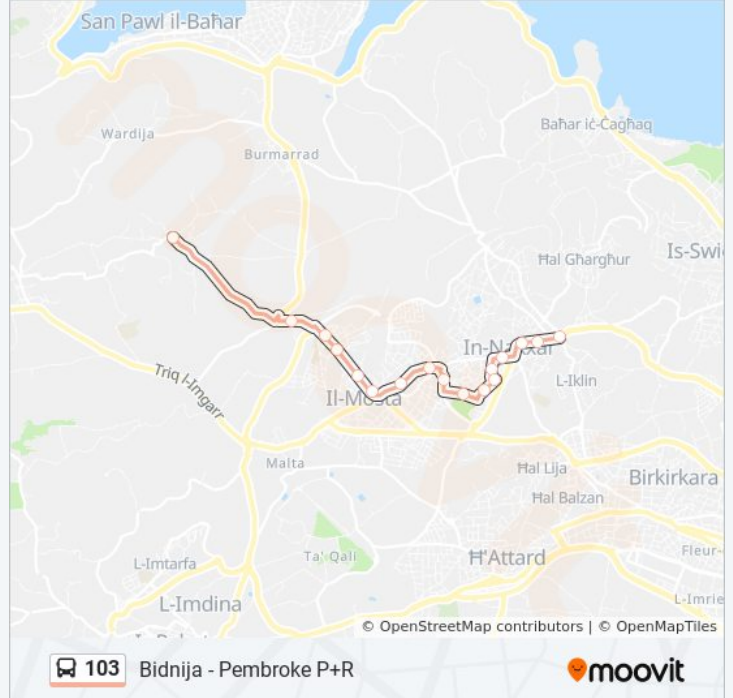 San Pawl il-Baħar
Wardija
Burmarrad
Baħar iċ-Ċagħaq
Is-Swi
Ħal Għargħur
In-Naxxar
Triq l-Imgarr
L-Iklin
Il-Mosta
Malta
Ħal Lija
Birkirkara
Ħal Balzan
Ta' Qali
H'Attard
Fleur-
L-Imtarfa
L-Imdina
L-Imrie
© OpenStreetMap contributors | © OpenMapTiles
103 Bidnija - Pembroke P+R
moovit